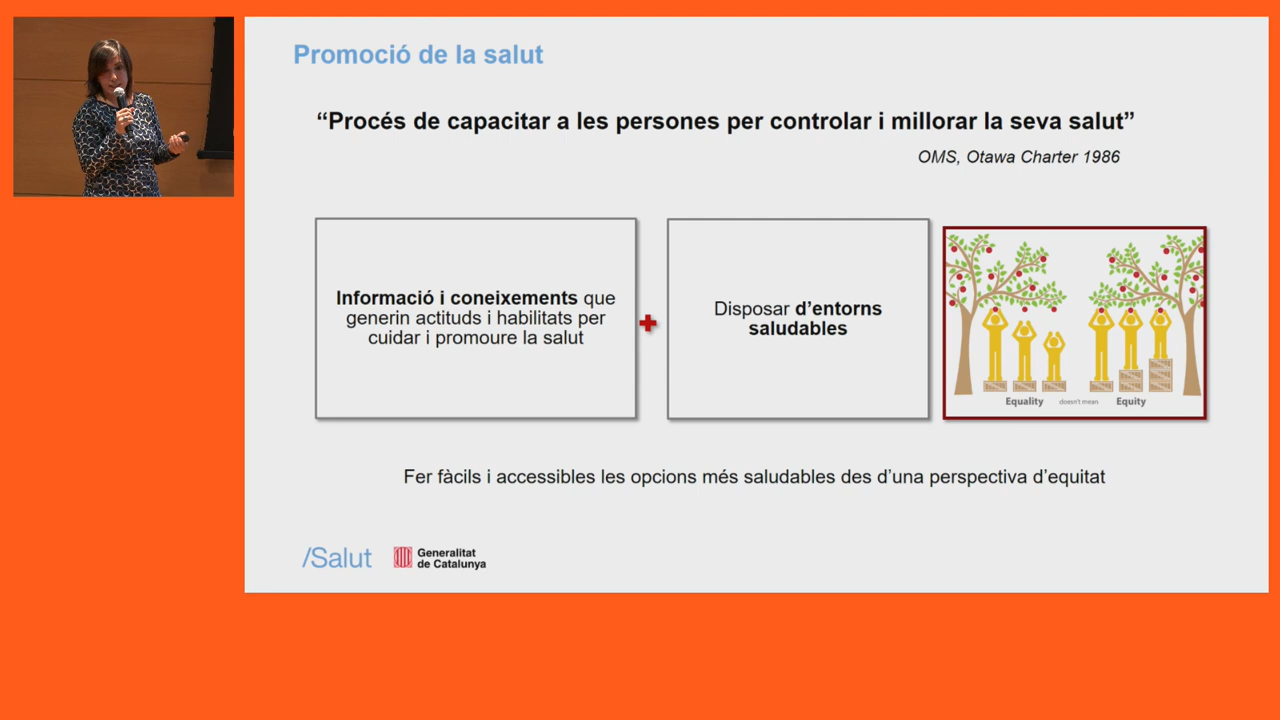 Promoció de la salut
“Procés de capacitar a les persones per controlar i millorar la seva salut”
OMS, Otawa Charter 1986
Informació i coneixements que
generin actituds i habilitats per
cuidar i promoure la salut
Disposar d’entorns
saludables
Equality doesn't mean Equity
Fer fàcils i accessibles les opcions més saludables des d’una perspectiva d’equitat
/Salut
Generalitat
de Catalunya